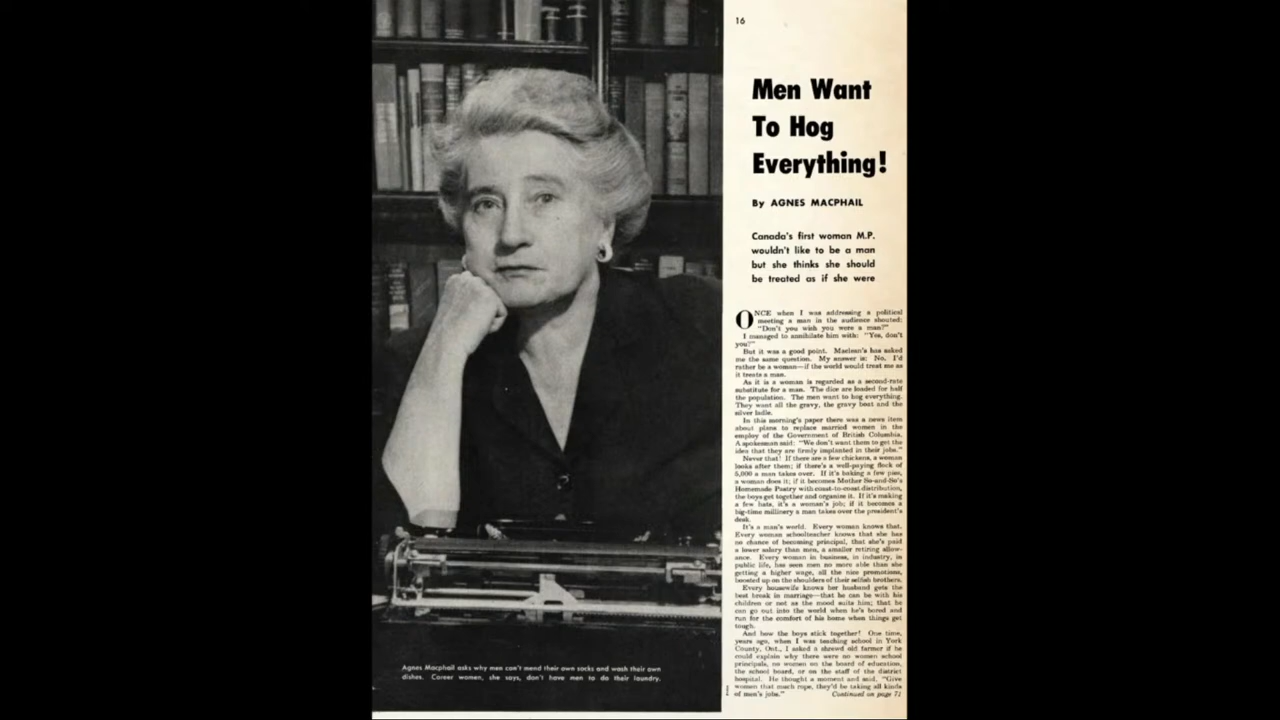 16
Men Want
To Hog
Everything!
By AGNES MACPHAIL
Canada's first woman M.P.
wouldn't like to be a man
but she thinks she should
be treated as if she were
ONCE when I was addressing a political
meeting a man in the audience shouted:
"Don't you wish you were a man?"
I managed to annihilate him with: "Yes, don't
you?"
But it was a good point. Maclean's has asked
me the same question. My answer is: No. I'd
rather be a woman—if the world would treat me as
it treats a man.
As it is a woman is regarded as a second-rate
substitute for a man. The dice are loaded for half
the population. The men want to hog everything.
They want all the gravy, the gravy boat and the
silver ladle.
In this morning's paper there was a news item
about plans to replace married women in the
employ of the Government of British Columbia.
A spokesman said: "We don't want them to get the
idea that they are firmly implanted in their jobs."
Never that! If there are a few chickens, a woman
looks after them; if there's a well-paying flock of
5,000 a man takes over. If it's baking a few pies,
a woman does it; if it becomes Mother So-and-So's
Homemade Pastry with coast-to-coast distribution,
the boys get together and organize it. If it's making
a few hats, it's a woman's job; if it becomes a
big-time millinery a man takes over the president's
desk.
It's a man's world. Every woman knows that.
Every woman schoolteacher knows that she has
no chance of becoming principal, that she's paid
a lower salary than men, a smaller retiring allow-
ance. Every woman in business, in industry, in
public life, has seen men no more able than she
getting a higher wage, all the nice promotions,
boosted up on the shoulders of their selfish brothers.
Every housewife knows her husband gets the
best break in marriage—that he can be with his
children or not as the mood suits him; that he
can go out into the world when he's bored and
run for the comfort of his home when things get
tough.
And how the boys stick together! One time,
years ago, when I was teaching school in York
County, Ont., I asked a shrewd old farmer if he
could explain why there were no women school
principals, no women on the board of education,
the school board, or on the staff of the district
hospital. He thought a moment and said, "Give
women that much rope, they'd be taking all kinds
of men's jobs."
Continued on page 71
Agnes Macphail asks why men can't mend their own socks and wash their own
dishes. Career women, she says, don't have men to do their laundry.